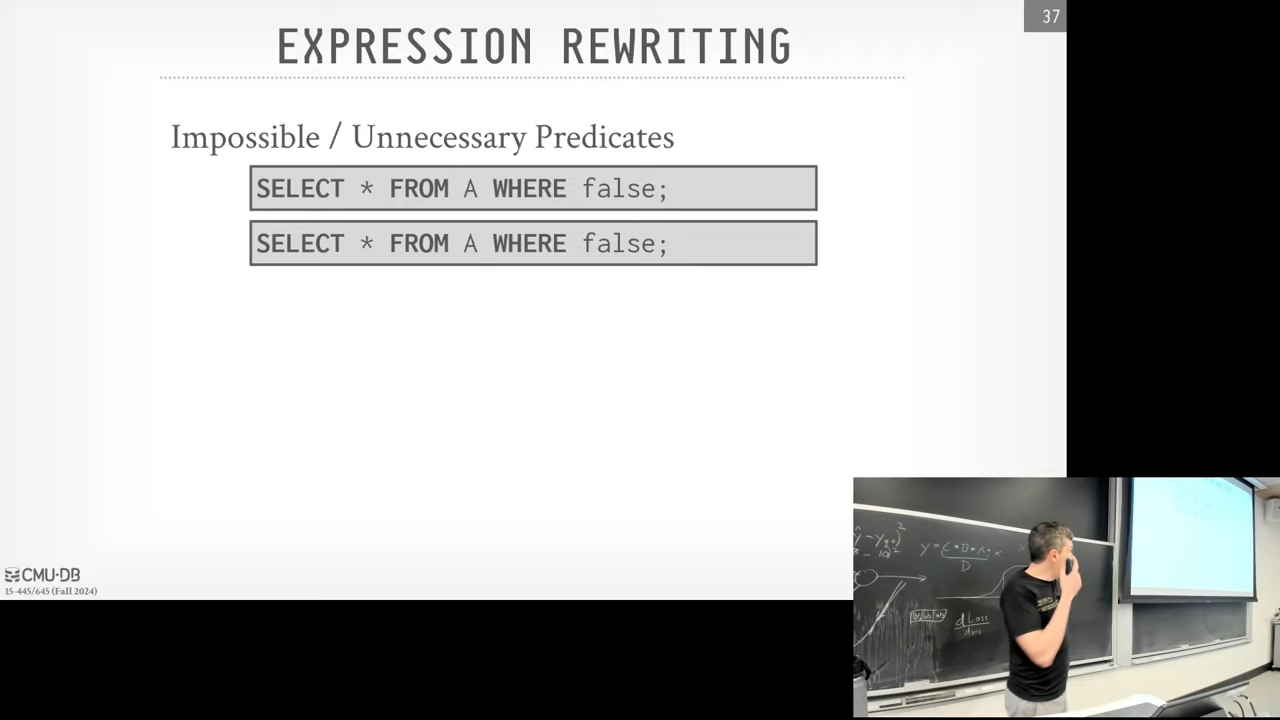 37
EXPRESSION REWRITING
Impossible / Unnecessary Predicates
SELECT * FROM A WHERE false;
SELECT * FROM A WHERE false;
CMU·DB
15-445/645 (Fall 2024)
y = C * B * A * x
D
dLoss